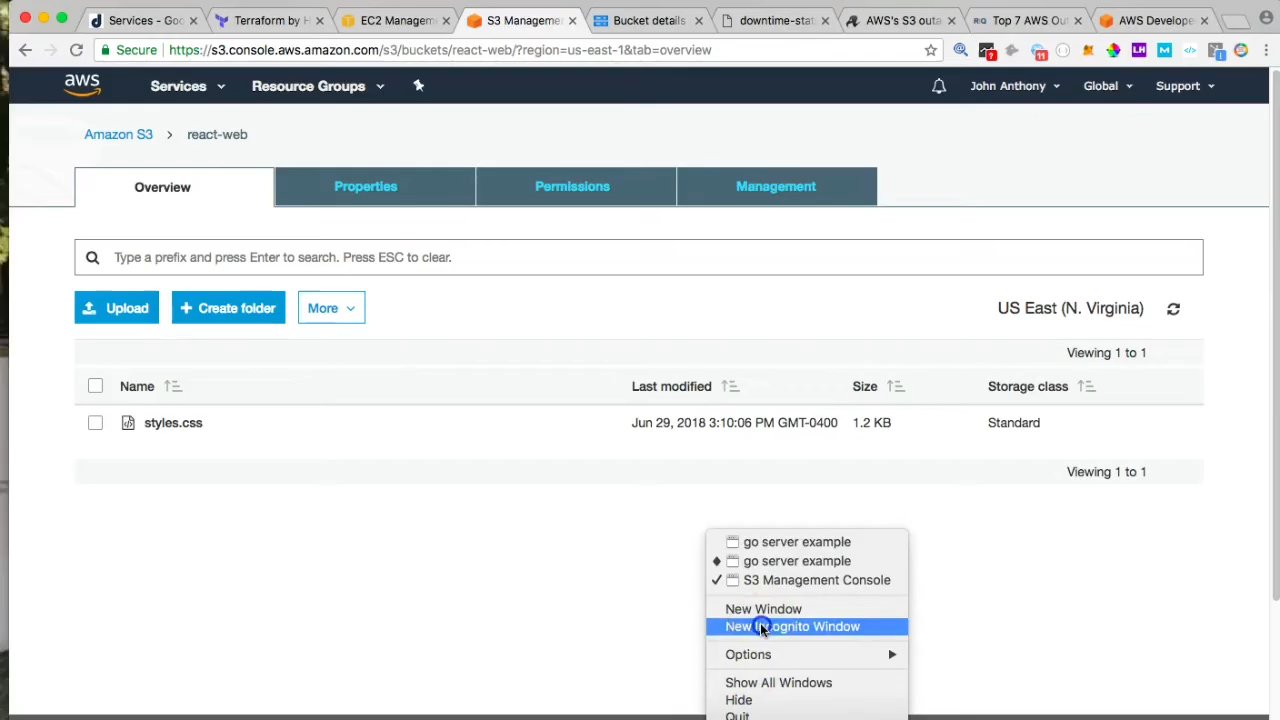 Services - Goo
Terraform by H
EC2 Managem
S3 Manageme
Bucket details
downtime-stat
AWS's S3 outa
RIQ Top 7 AWS Out
AWS Develope
Secure https://s3.console.aws.amazon.com/s3/buckets/react-web/?region=us-east-1&tab=overview
? 11 LH M i
aws Services Resource Groups John Anthony Global Support
Amazon S3 > react-web
Overview Properties Permissions Management
Type a prefix and press Enter to search. Press ESC to clear.
Upload + Create folder More US East (N. Virginia)
Viewing 1 to 1
Name Last modified Size Storage class
styles.css Jun 29, 2018 3:10:06 PM GMT-0400 1.2 KB Standard
Viewing 1 to 1
go server example
go server example
S3 Management Console
New Window
New Incognito Window
Options
Show All Windows
Hide
Quit